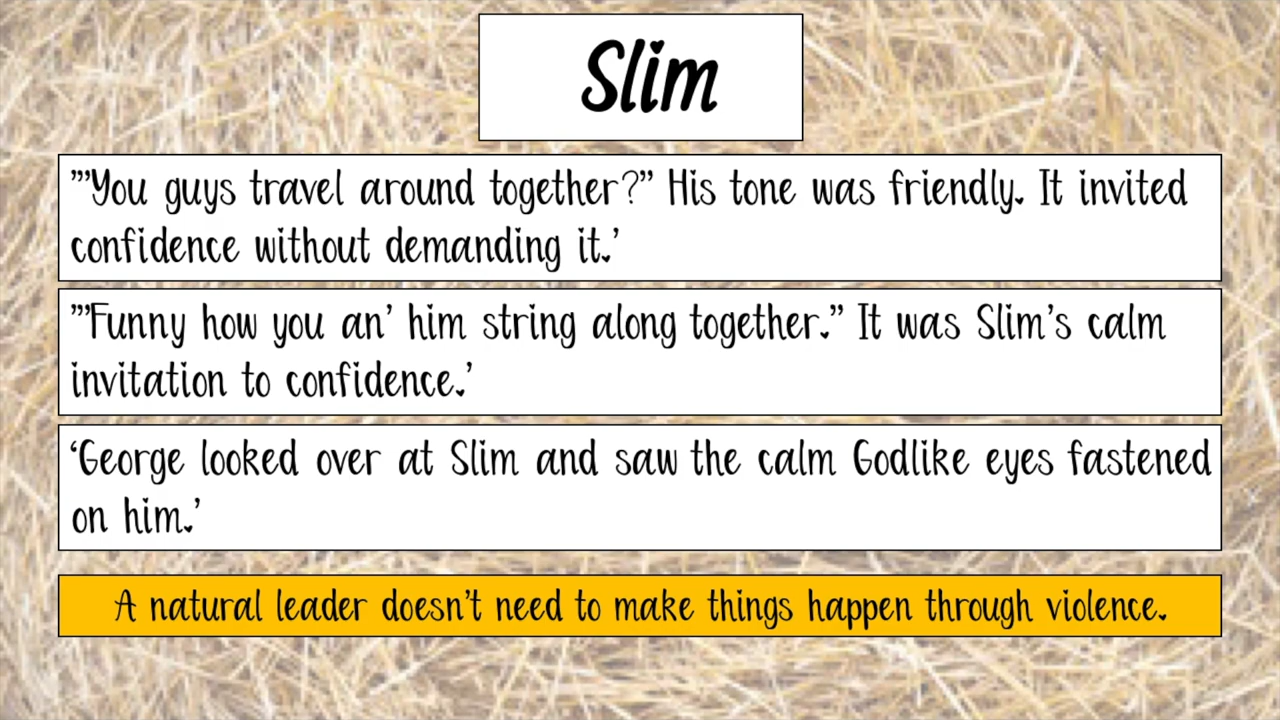 Slim
"'You guys travel around together?" His tone was friendly. It invited
confidence without demanding it.'
"'Funny how you an' him string along together." It was Slim's calm
invitation to confidence.'
'George looked over at Slim and saw the calm Godlike eyes fastened
on him.'
A natural leader doesn't need to make things happen through violence.